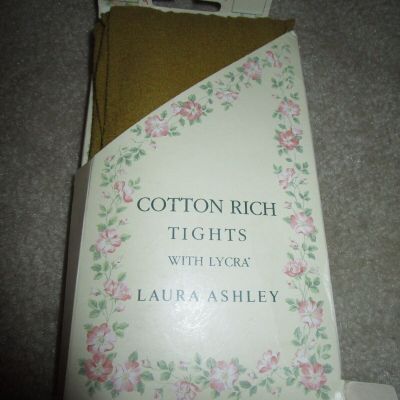 COTTON RICH
TIGHTS
WITH LYCRA®
LAURA ASHLEY